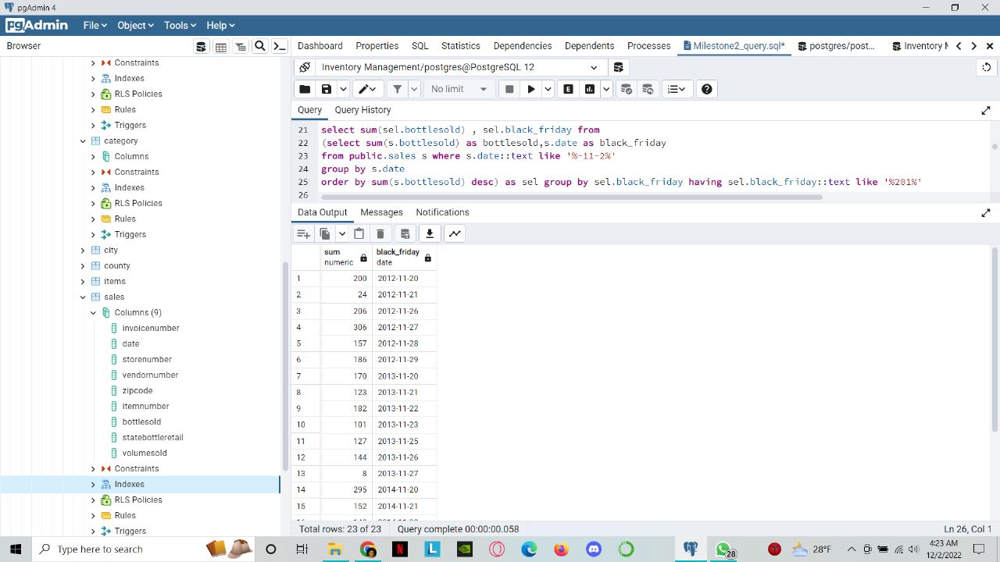 pgAdmin 4
pgAdmin File Object Tools Help
Browser
Dashboard Properties SQL Statistics Dependencies Dependents Processes Milestone2_query.sql* postgres/post... Inventory
Constraints
Indexes
RLS Policies
Rules
Triggers
category
Columns
Constraints
Indexes
RLS Policies
Rules
Triggers
city
county
items
sales
Columns (9)
invoicenumber
date
storenumber
vendornumber
zipcode
itemnumber
bottlesold
statebottleretail
volumesold
Constraints
Indexes
RLS Policies
Rules
Triggers
Inventory Management/postgres@PostgreSQL 12
No limit
E
Query Query History
21 select sum(sel.bottlesold) , sel.black_friday from
22 (select sum(s.bottlesold) as bottlesold,s.date as black_friday
23 from public.sales s where s.date::text like '%-11-2%'
24 group by s.date
25 order by sum(s.bottlesold) desc) as sel group by sel.black_friday having sel.black_friday::text like '%201%'
26
Data Output Messages Notifications
sum black_friday
numeric date
1 200 2012-11-20
2 24 2012-11-21
3 206 2012-11-26
4 306 2012-11-27
5 157 2012-11-28
6 186 2012-11-29
7 170 2013-11-20
8 123 2013-11-21
9 182 2013-11-22
10 101 2013-11-23
11 127 2013-11-25
12 144 2013-11-26
13 8 2013-11-27
14 295 2014-11-20
15 152 2014-11-21
Total rows: 23 of 23 Query complete 00:00:00.058 Ln 26, Col 1
Type here to search
28
28°F
4:23 AM
12/2/2022